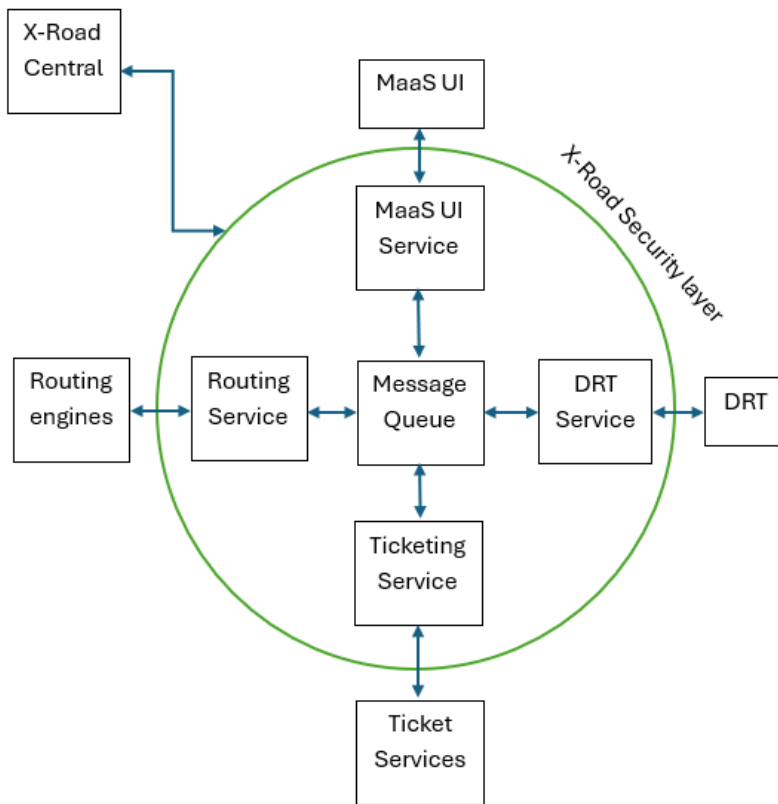 X-Road
Central
MaaS UI
X-Road Security layer
MaaS UI
Service
Routing
engines
Routing
Service
Message
Queue
DRT
Service
DRT
Ticketing
Service
Ticket
Services